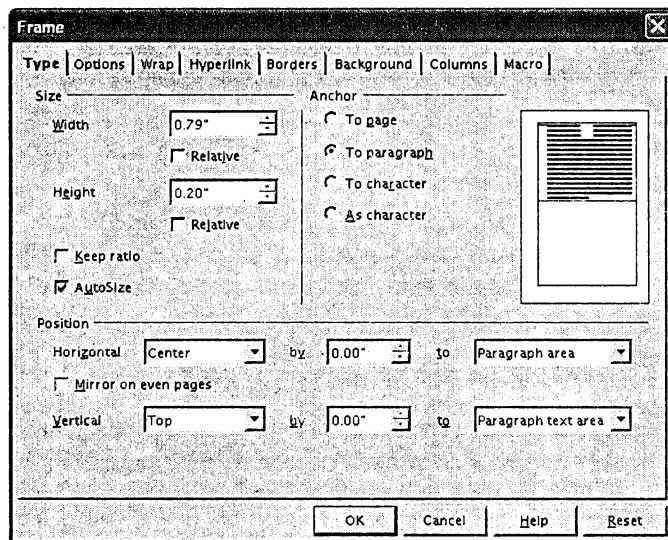 Frame
Type Options Wrap Hyperlink Borders Background Columns Macro
Size
Anchor
Width 0.79"
To page
Relative
To paragraph
Height 0.20"
To character
Relative
As character
Keep ratio
AutoSize
Position
Horizontal Center by 0.00" to Paragraph area
Mirror on even pages
Vertical Top by 0.00" to Paragraph text area
OK Cancel Help Reset